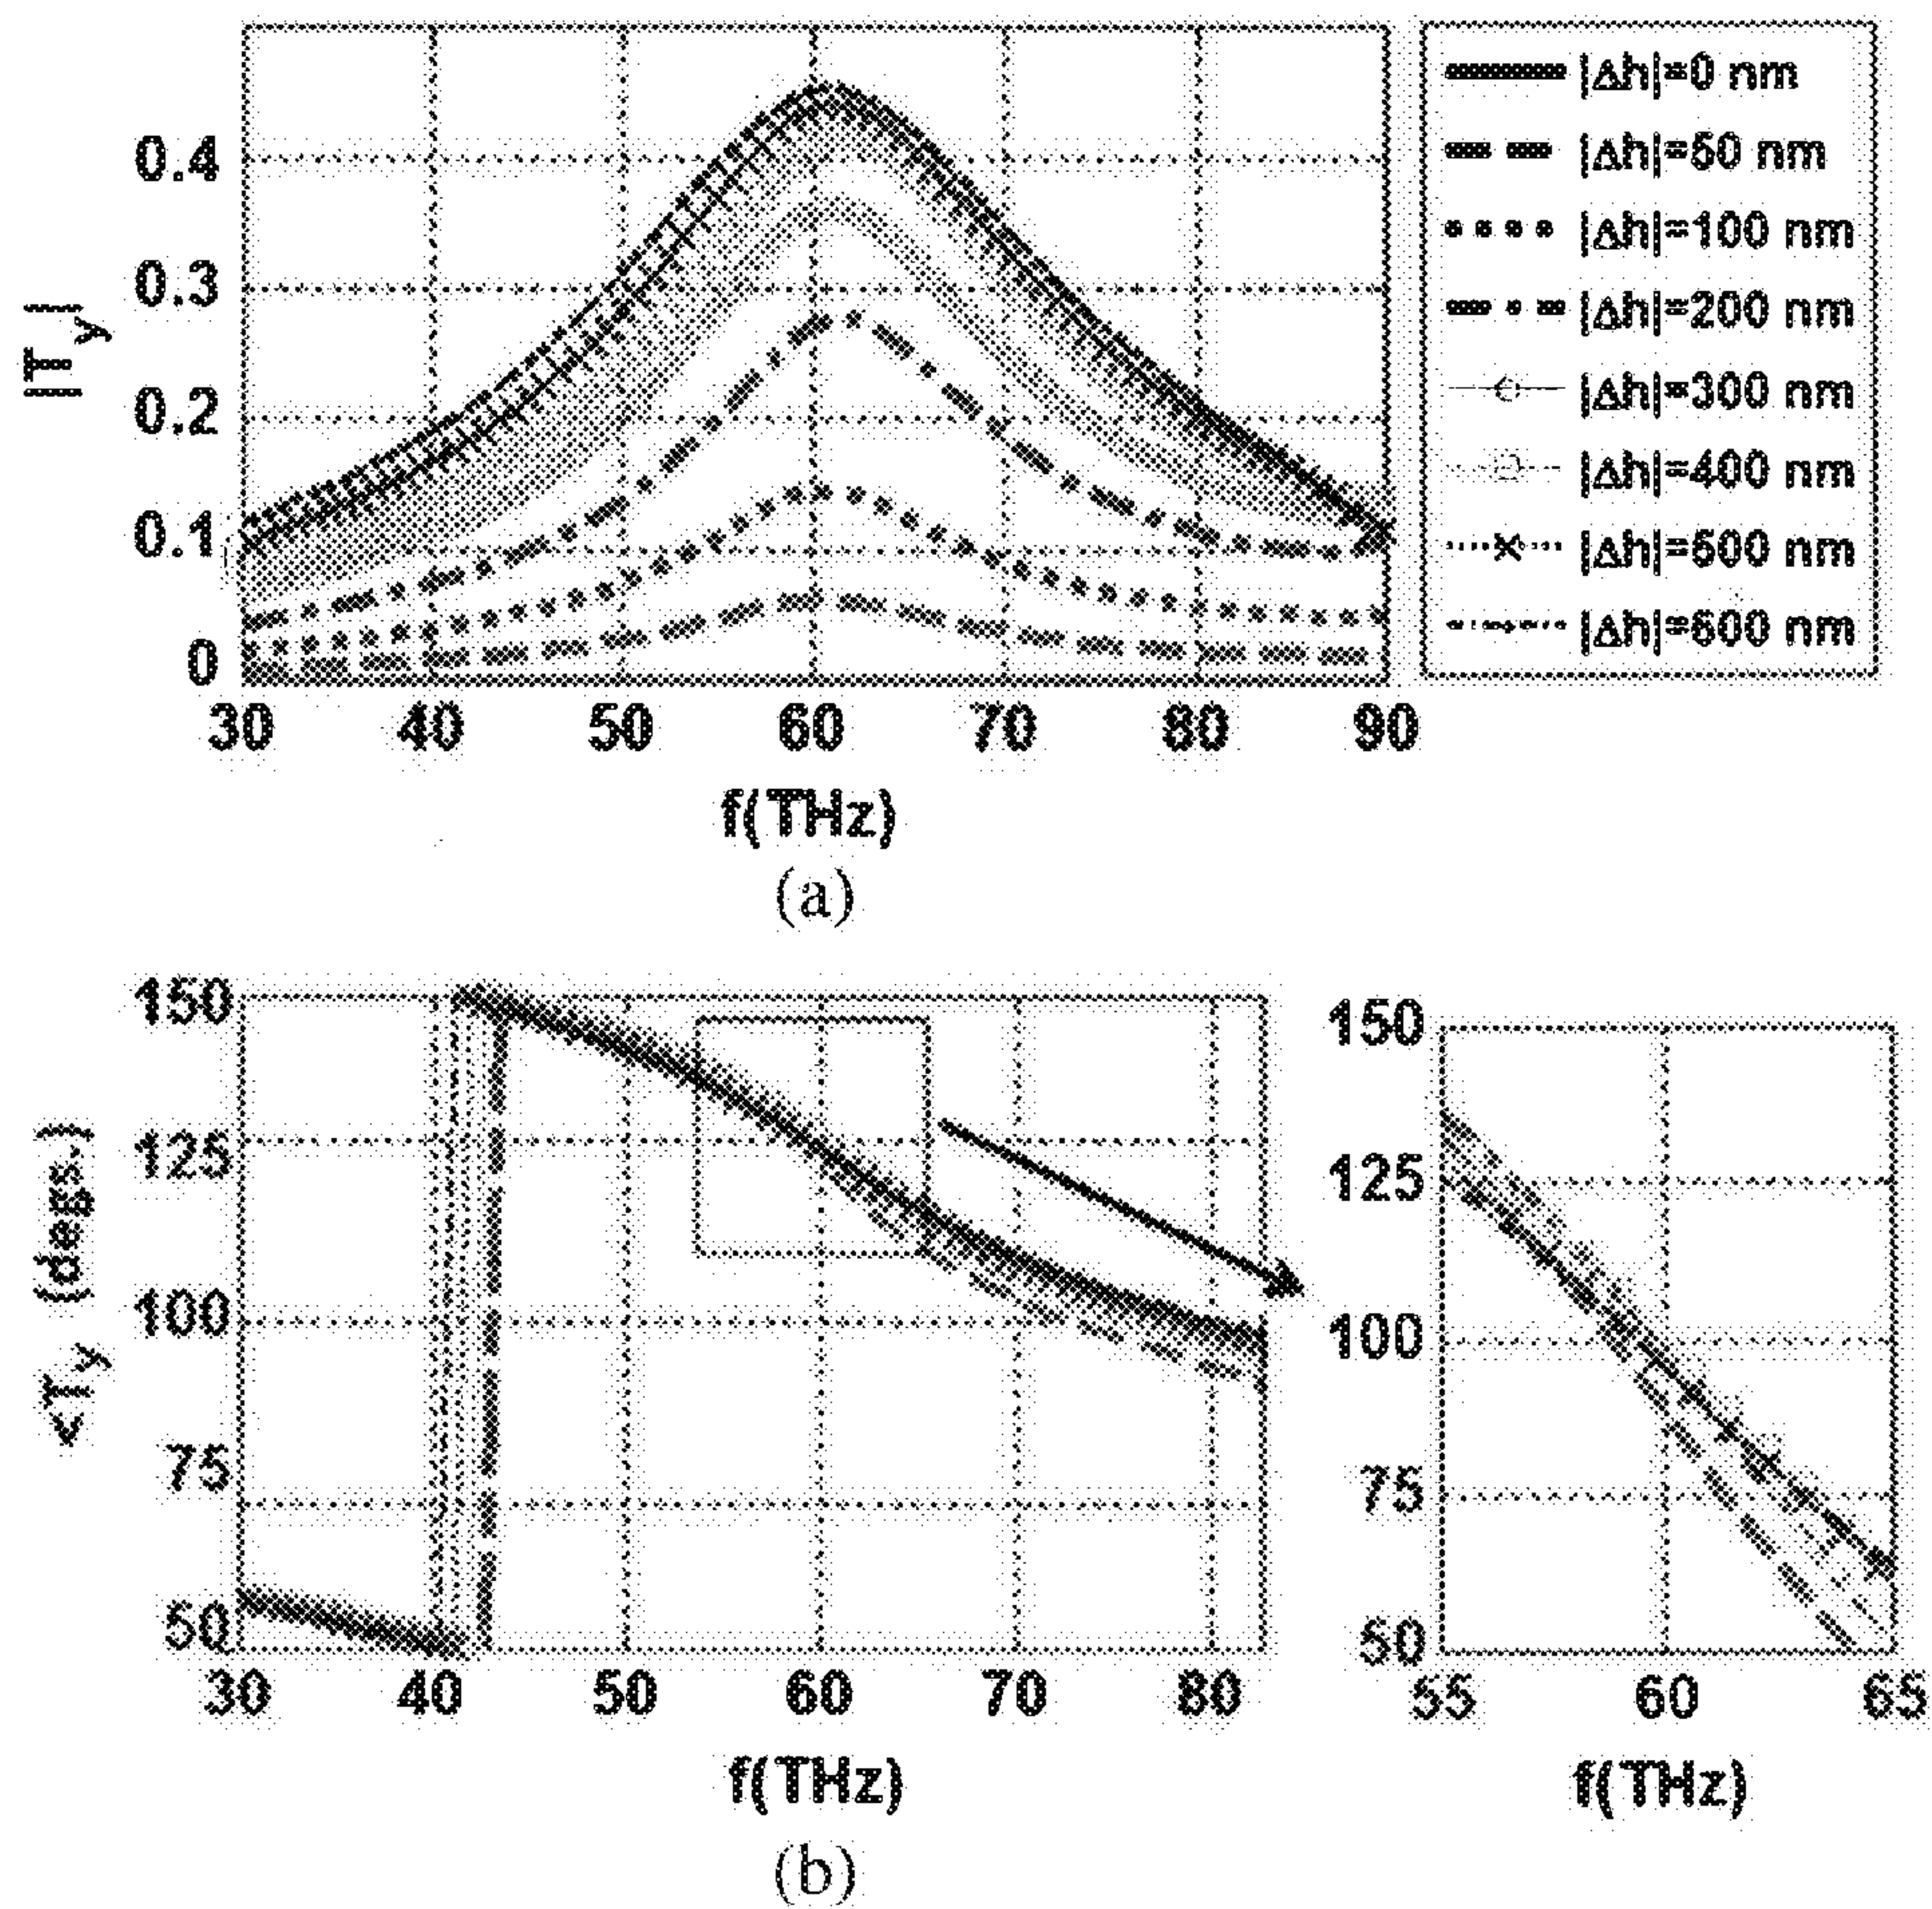 |Ty|
0.4
0.3
0.2
0.1
0
30 40 50 60 70 80 90
f(THz)
|Δh|=0 nm
|Δh|=50 nm
|Δh|=100 nm
|Δh|=200 nm
|Δh|=300 nm
|Δh|=400 nm
|Δh|=500 nm
|Δh|=600 nm
(a)
<Ty (degs.)
150
125
100
75
50
30 40 50 60 70 80
f(THz)
150
125
100
75
50
55 60 65
f(THz)
(b)